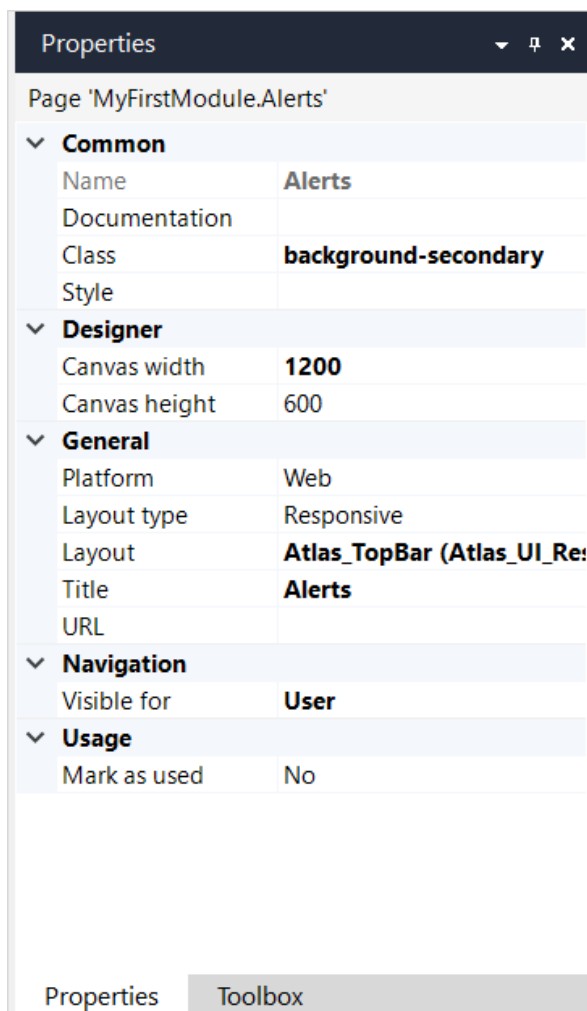 Properties
Page 'MyFirstModule.Alerts'
Common
Name Alerts
Documentation
Class background-secondary
Style
Designer
Canvas width 1200
Canvas height 600
General
Platform Web
Layout type Responsive
Layout Atlas_TopBar (Atlas_UI_Res
Title Alerts
URL
Navigation
Visible for User
Usage
Mark as used No
Properties Toolbox